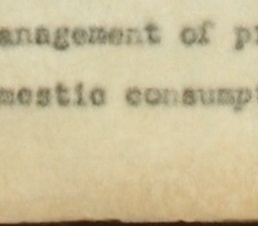 anagement of p
mestic consump